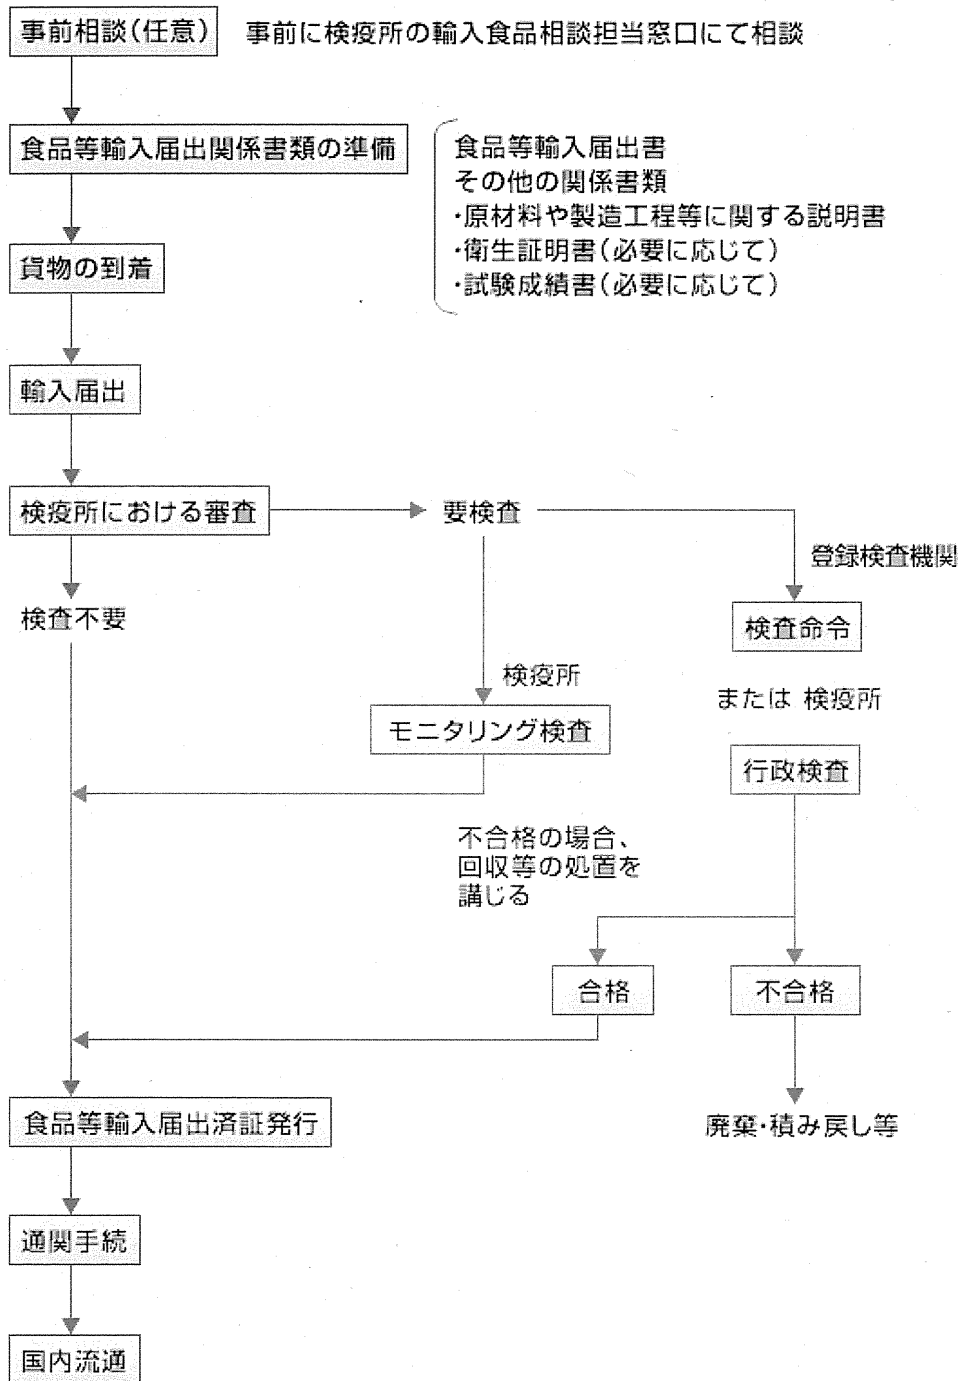 事前相談(任意)
事前に検疫所の輸入食品相談担当窓口にて相談
食品等輸入届出関係書類の準備
食品等輸入届出書
その他の関係書類
・原材料や製造工程等に関する説明書
・衛生証明書(必要に応じて)
・試験成績書(必要に応じて)
貨物の到着
輸入届出
検疫所における審査
要検査
登録検査機関
検査不要
検査命令
検疫所
または 検疫所
モニタリング検査
行政検査
不合格の場合、
回収等の処置を
講じる
合格
不合格
食品等輸入届出済証発行
廃棄・積み戻し等
通関手続
国内流通